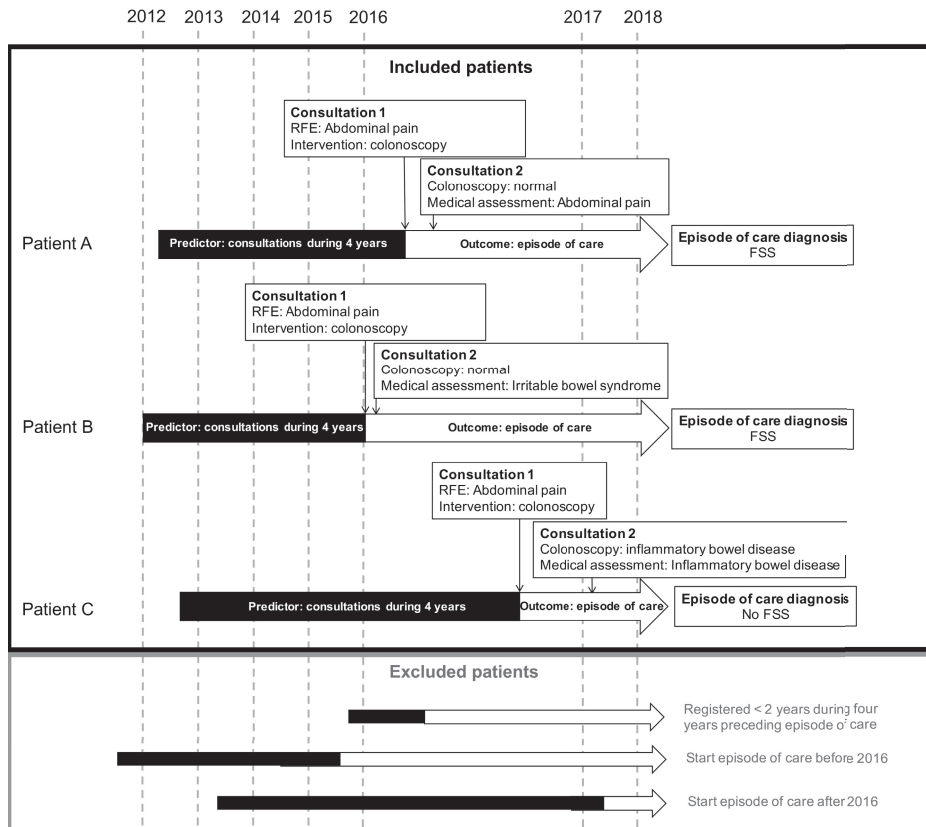 2012 2013 2014 2015 2016 2017 2018
Included patients
Consultation 1
RFE: Abdominal pain
Intervention: colonoscopy
Consultation 2
Colonoscopy: normal
Medical assessment: Abdominal pain
Patient A
Predictor: consultations during 4 years
Outcome: episode of care
Episode of care diagnosis
FSS
Consultation 1
RFE: Abdominal pain
Intervention: colonoscopy
Consultation 2
Colonoscopy: normal
Medical assessment: Irritable bowel syndrome
Patient B
Predictor: consultations during 4 years
Outcome: episode of care
Episode of care diagnosis
FSS
Consultation 1
RFE: Abdominal pain
Intervention: colonoscopy
Consultation 2
Colonoscopy: inflammatory bowel disease
Medical assessment: Inflammatory bowel disease
Patient C
Predictor: consultations during 4 years
Outcome: episode of care
Episode of care diagnosis
No FSS
Excluded patients
Registered < 2 years during four
years preceding episode of care
Start episode of care before 2016
Start episode of care after 2016